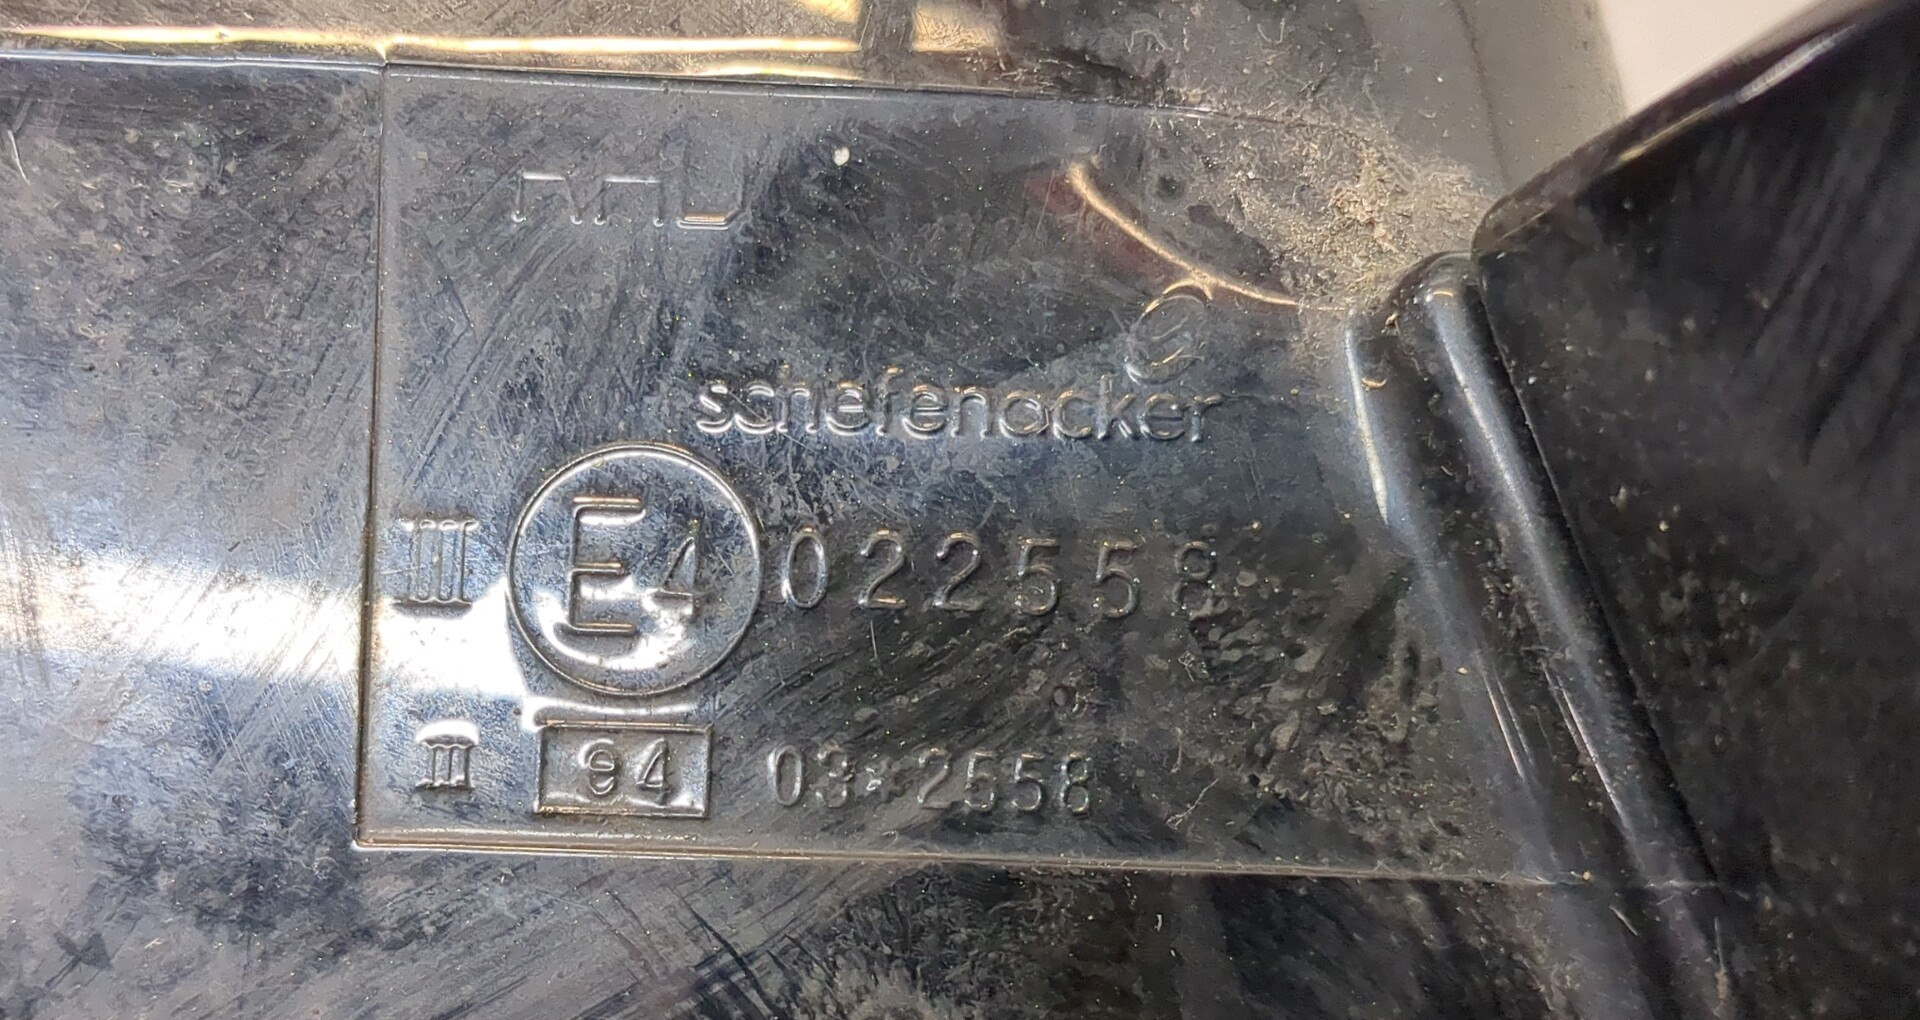 schefenacker
III E4 022558
III e4 03*2558